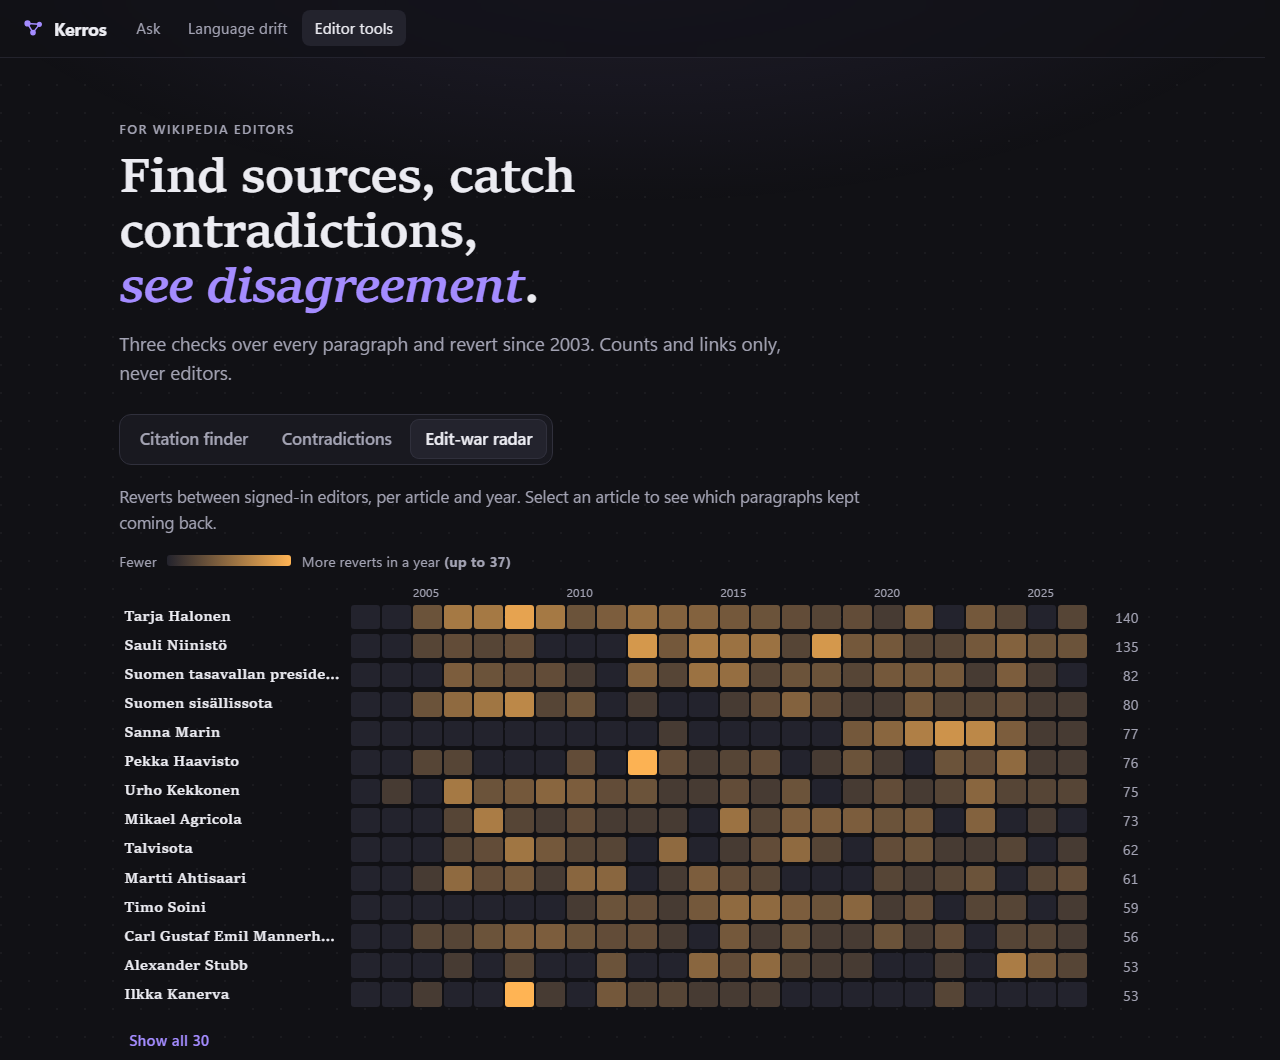 Kerros Ask Language drift Editor tools
FOR WIKIPEDIA EDITORS
Find sources, catch
contradictions,
see disagreement.
Three checks over every paragraph and revert since 2003. Counts and links only,
never editors.
Citation finder Contradictions Edit-war radar
Reverts between signed-in editors, per article and year. Select an article to see which paragraphs kept
coming back.
Fewer More reverts in a year (up to 37)
2005 2010 2015 2020 2025
Tarja Halonen 140
Sauli Niinistö 135
Suomen tasavallan preside... 82
Suomen sisällissota 80
Sanna Marin 77
Pekka Haavisto 76
Urho Kekkonen 75
Mikael Agricola 73
Talvisota 62
Martti Ahtisaari 61
Timo Soini 59
Carl Gustaf Emil Mannerh... 56
Alexander Stubb 53
Ilkka Kanerva 53
Show all 30